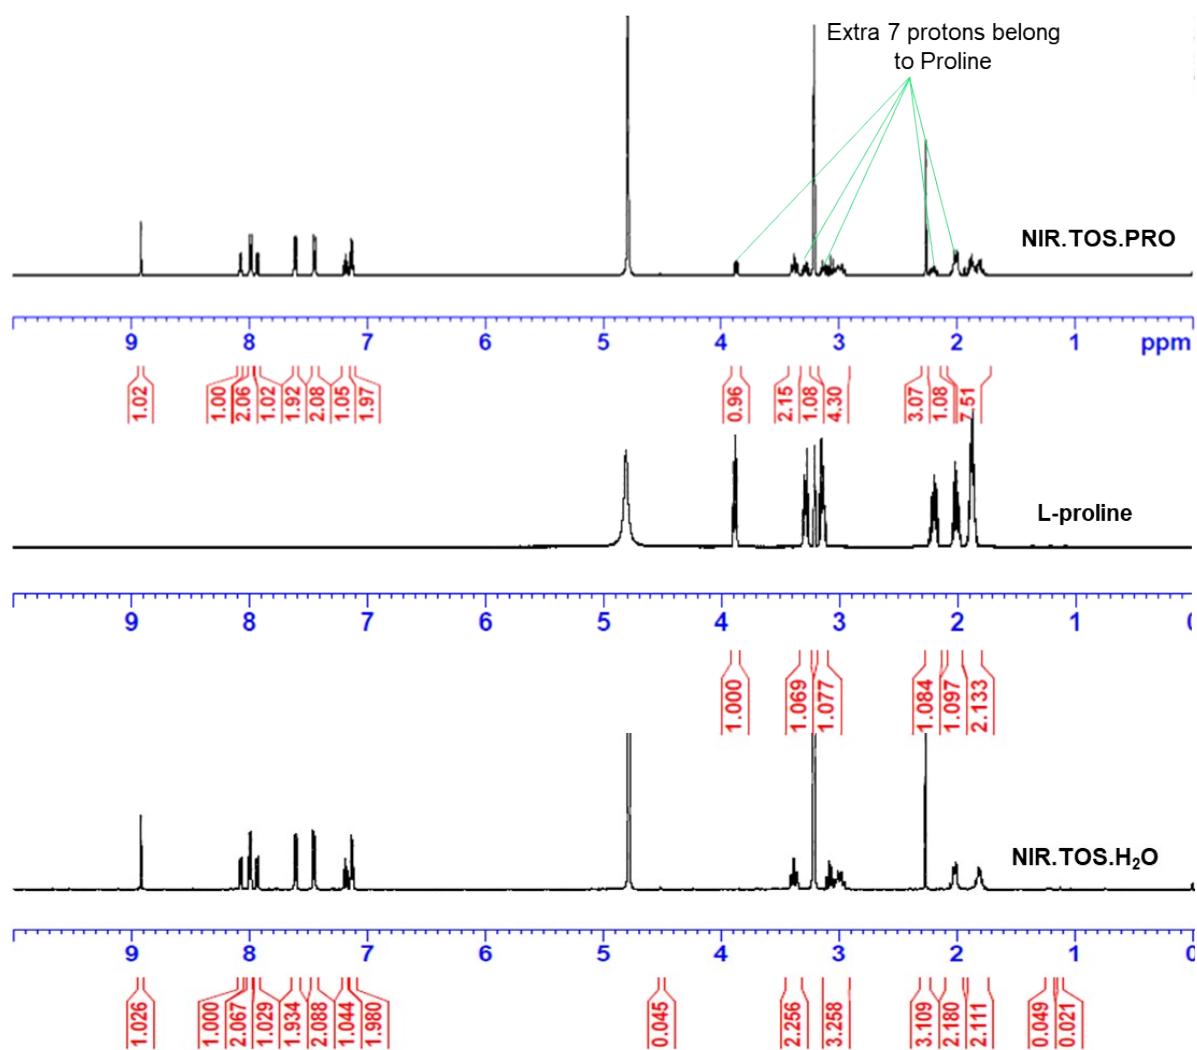 Extra 7 protons belong
to Proline
NIR.TOS.PRO
9 8 7 6 5 4 3 2 1 ppm
1.02 1.00 2.06 1.02 1.92 2.08 1.05 1.97 0.96 2.15 1.08 4.30 3.07 1.08 7.51
L-proline
9 8 7 6 5 4 3 2 1 0
1.000 1.069 1.077 1.084 1.097 2.133
NIR.TOS.H₂O
9 8 7 6 5 4 3 2 1 0
1.026 1.000 2.067 1.029 1.934 2.088 1.044 1.980 0.045 2.256 3.258 3.109 2.180 2.111 0.049 0.021